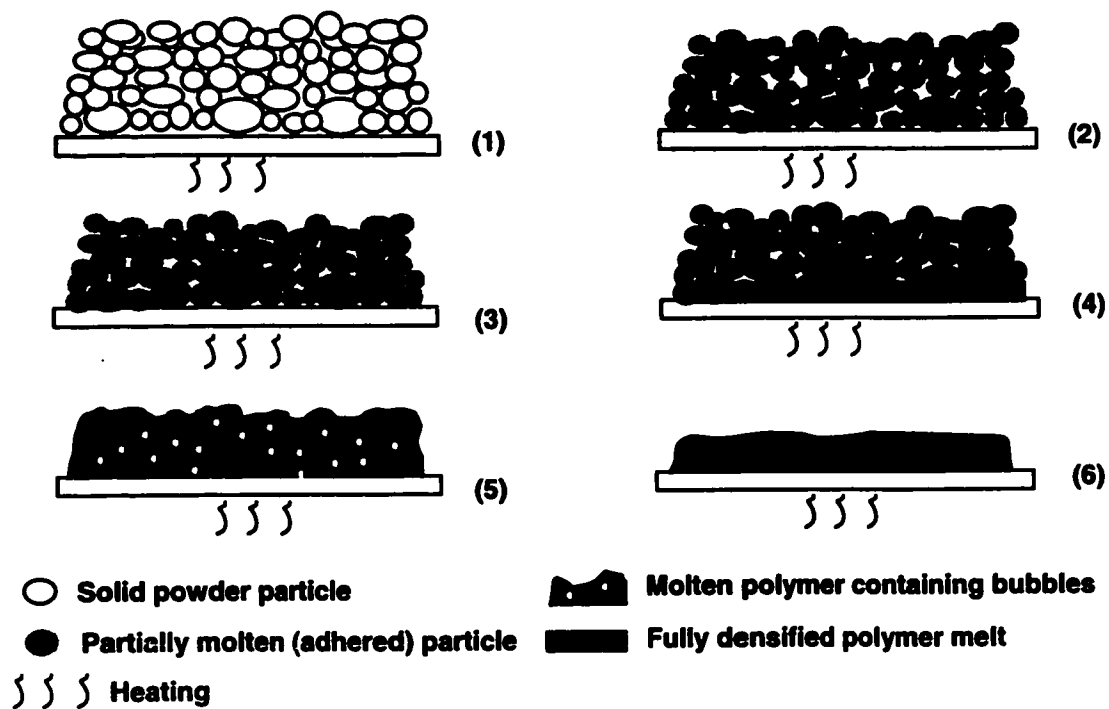 (1)
(2)
(3)
(4)
(5)
(6)
Solid powder particle
Molten polymer containing bubbles
Partially molten (adhered) particle
Fully densified polymer melt
Heating